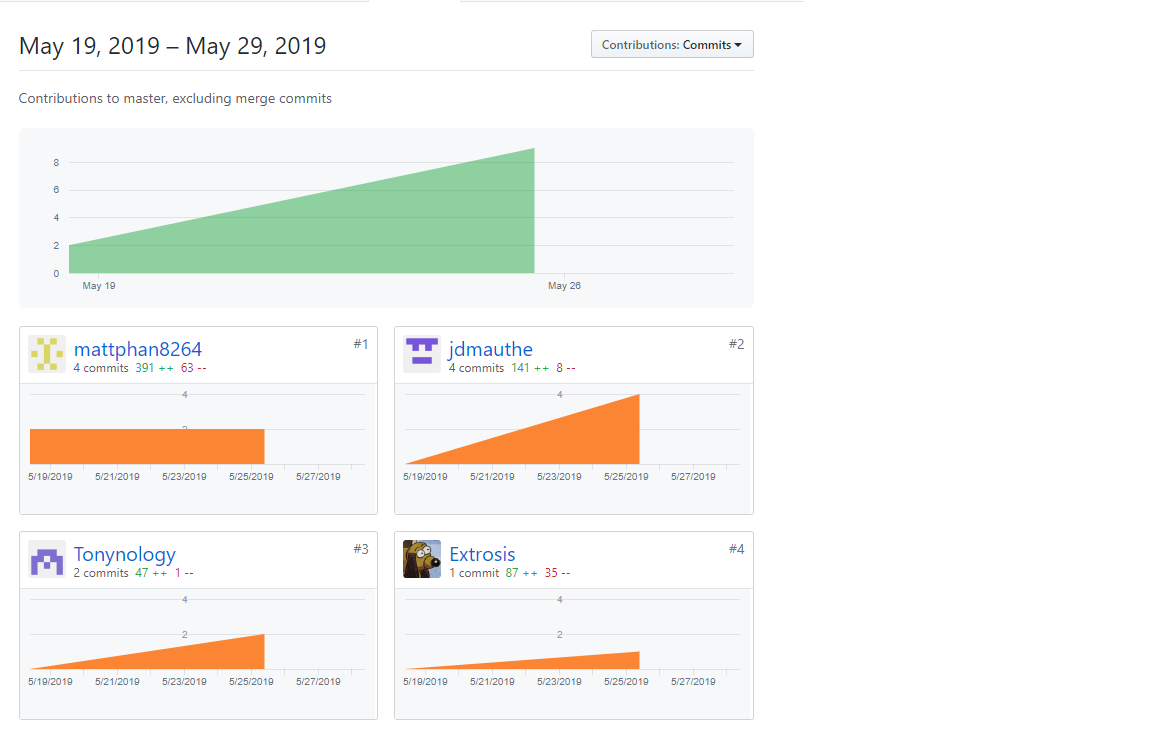 May 19, 2019 – May 29, 2019
Contributions: Commits
Contributions to master, excluding merge commits
8
6
4
2
0
May 19 May 26
mattphan8264 #1
4 commits 391 ++ 63 --
4
2
5/19/2019 5/21/2019 5/23/2019 5/25/2019 5/27/2019
jdmauthe #2
4 commits 141 ++ 8 --
4
5/19/2019 5/21/2019 5/23/2019 5/25/2019 5/27/2019
Tonynology #3
2 commits 47 ++ 1 --
4
2
5/19/2019 5/21/2019 5/23/2019 5/25/2019 5/27/2019
Extrosis #4
1 commit 87 ++ 35 --
4
2
5/19/2019 5/21/2019 5/23/2019 5/25/2019 5/27/2019